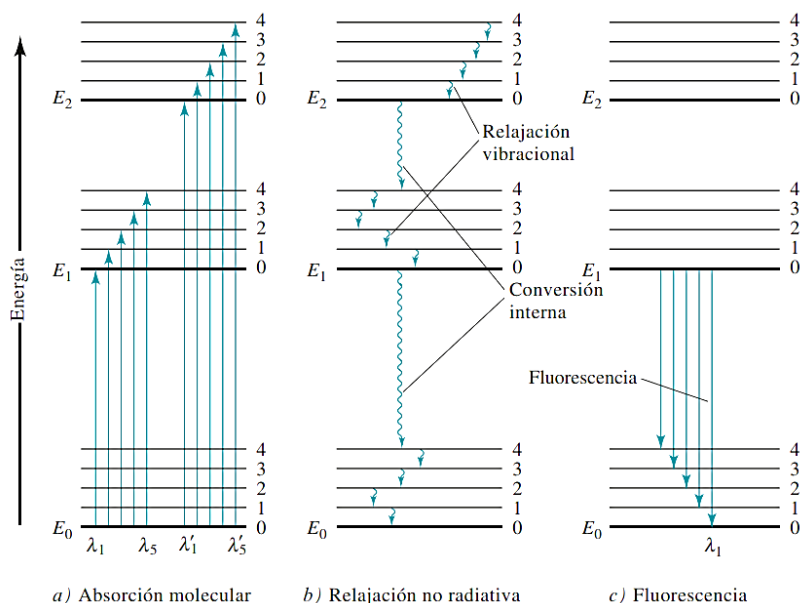 Energía
4
3
2
1
E2 0
4
3
2
1
E1 0
4
3
2
1
E0 0
λ1 λ5 λ′1 λ′5
a) Absorción molecular
4
3
2
1
E2 0
Relajación
vibracional
4
3
2
1
E1 0
Conversión
interna
4
3
2
1
E0 0
b) Relajación no radiativa
4
3
2
1
E2 0
4
3
2
1
E1 0
Fluorescencia
4
3
2
1
E0 0
λ1
c) Fluorescencia